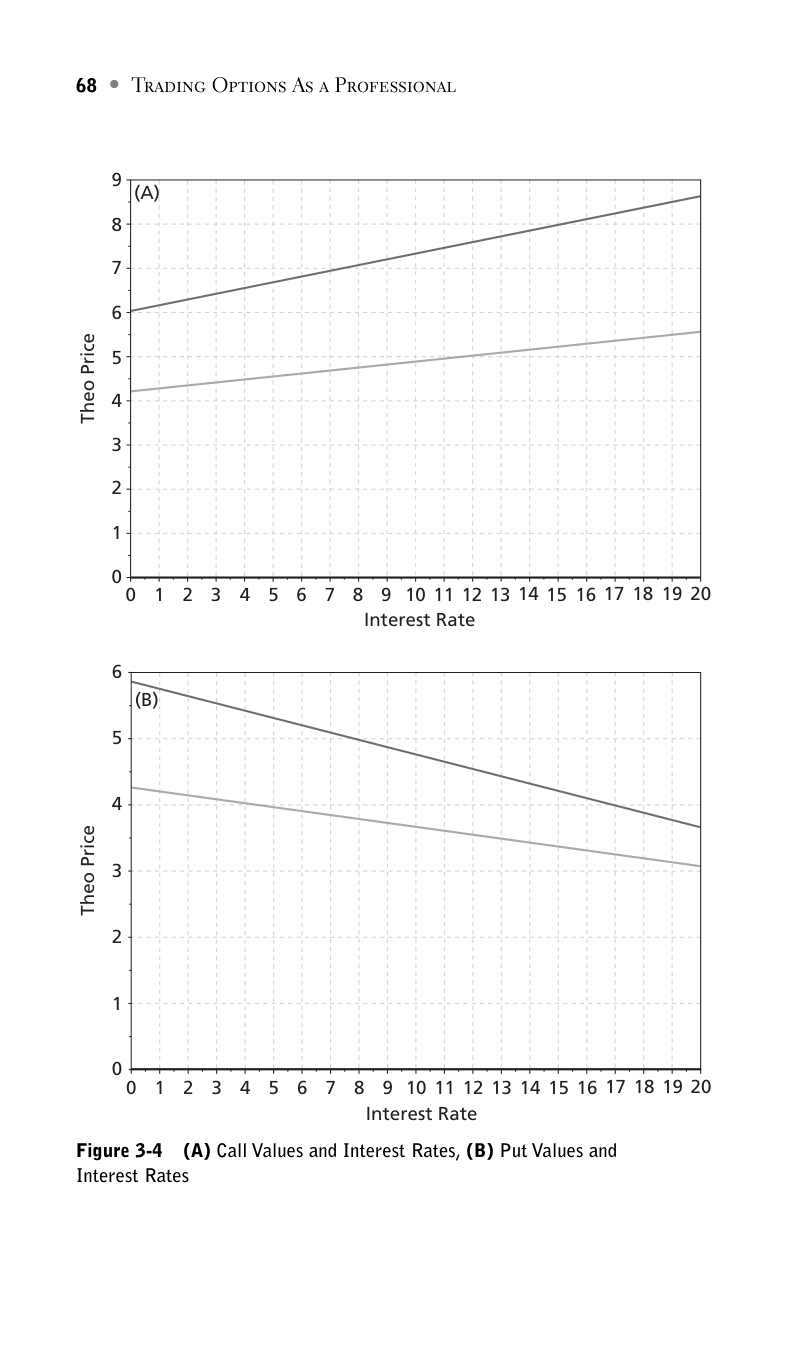 68 • Trading Options As a Professional
(A)
9
8
7
6
5
4
3
2
1
0
Theo Price
0 1 2 3 4 5 6 7 8 9 10 11 12 13 14 15 16 17 18 19 20
Interest Rate
(B)
6
5
4
3
2
1
0
Theo Price
0 1 2 3 4 5 6 7 8 9 10 11 12 13 14 15 16 17 18 19 20
Interest Rate
Figure 3-4 (A) Call Values and Interest Rates, (B) Put Values and
Interest Rates